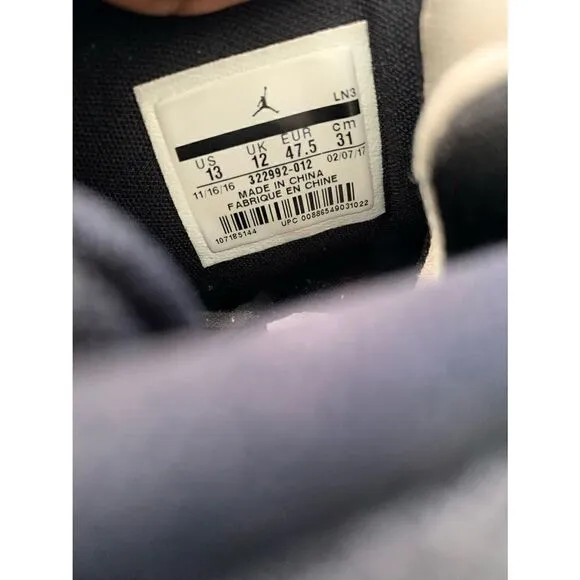 LN3
US UK EUR cm
13 12 47.5 31
11/16/16 322992-012 02/07/17
MADE IN CHINA
FABRIQUE EN CHINE
107185144 UPC 00886549031022